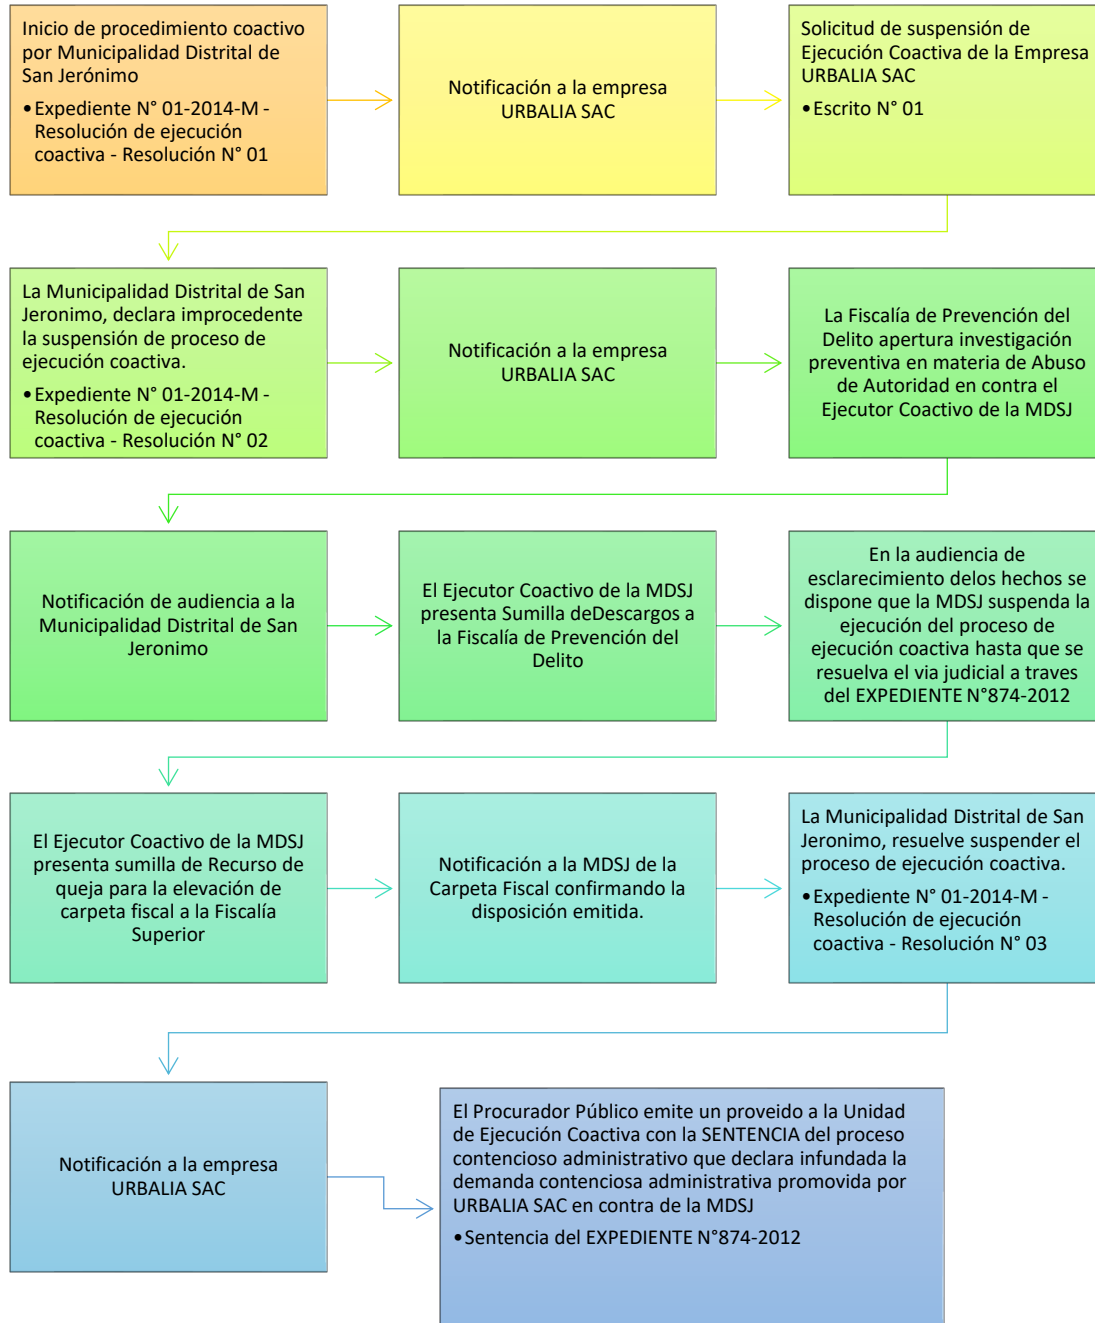 Inicio de procedimiento coactivo
por Municipalidad Distrital de
San Jerónimo
•Expediente N° 01-2014-M -
Resolución de ejecución
coactiva - Resolución N° 01
Notificación a la empresa
URBALIA SAC
Solicitud de suspensión de
Ejecución Coactiva de la Empresa
URBALIA SAC
•Escrito N° 01
La Municipalidad Distrital de San
Jeronimo, declara improcedente
la suspensión de proceso de
ejecución coactiva.
•Expediente N° 01-2014-M -
Resolución de ejecución
coactiva - Resolución N° 02
Notificación a la empresa
URBALIA SAC
La Fiscalía de Prevención del
Delito apertura investigación
preventiva en materia de Abuso
de Autoridad en contra el
Ejecutor Coactivo de la MDSJ
Notificación de audiencia a la
Municipalidad Distrital de San
Jeronimo
El Ejecutor Coactivo de la MDSJ
presenta Sumilla deDescargos a
la Fiscalía de Prevención del
Delito
En la audiencia de
esclarecimiento delos hechos se
dispone que la MDSJ suspenda la
ejecución del proceso de
ejecución coactiva hasta que se
resuelva el via judicial a traves
del EXPEDIENTE N°874-2012
El Ejecutor Coactivo de la MDSJ
presenta sumilla de Recurso de
queja para la elevación de
carpeta fiscal a la Fiscalía
Superior
Notificación a la MDSJ de la
Carpeta Fiscal confirmando la
disposición emitida.
La Municipalidad Distrital de San
Jeronimo, resuelve suspender el
proceso de ejecución coactiva.
•Expediente N° 01-2014-M -
Resolución de ejecución
coactiva - Resolución N° 03
Notificación a la empresa
URBALIA SAC
El Procurador Público emite un proveido a la Unidad
de Ejecución Coactiva con la SENTENCIA del proceso
contencioso administrativo que declara infundada la
demanda contenciosa administrativa promovida por
URBALIA SAC en contra de la MDSJ
•Sentencia del EXPEDIENTE N°874-2012